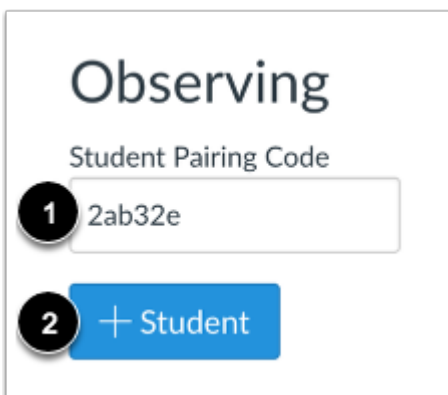 Observing
Student Pairing Code
1 2ab32e
2 + Student